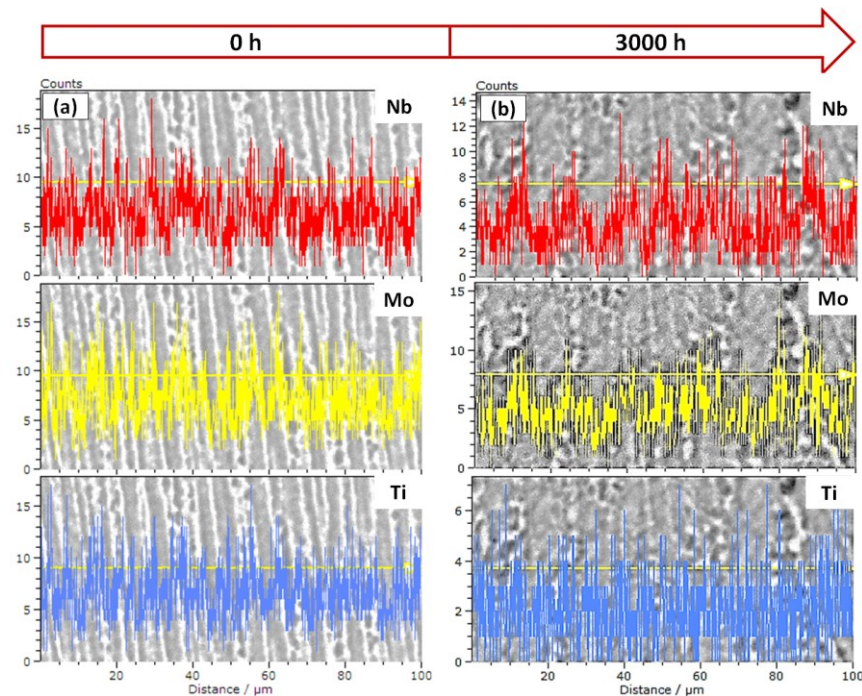 0 h 3000 h
Counts Counts
(a) Nb (b) Nb
15 14
12
10 10
8
5 6
4
2
0 0
Mo Mo
15 15
10 10
5 5
0 0
Ti Ti
15 6
10 4
5 2
0 0
20 40 60 80 100 20 40 60 80 100
Distance / µm Distance / µm